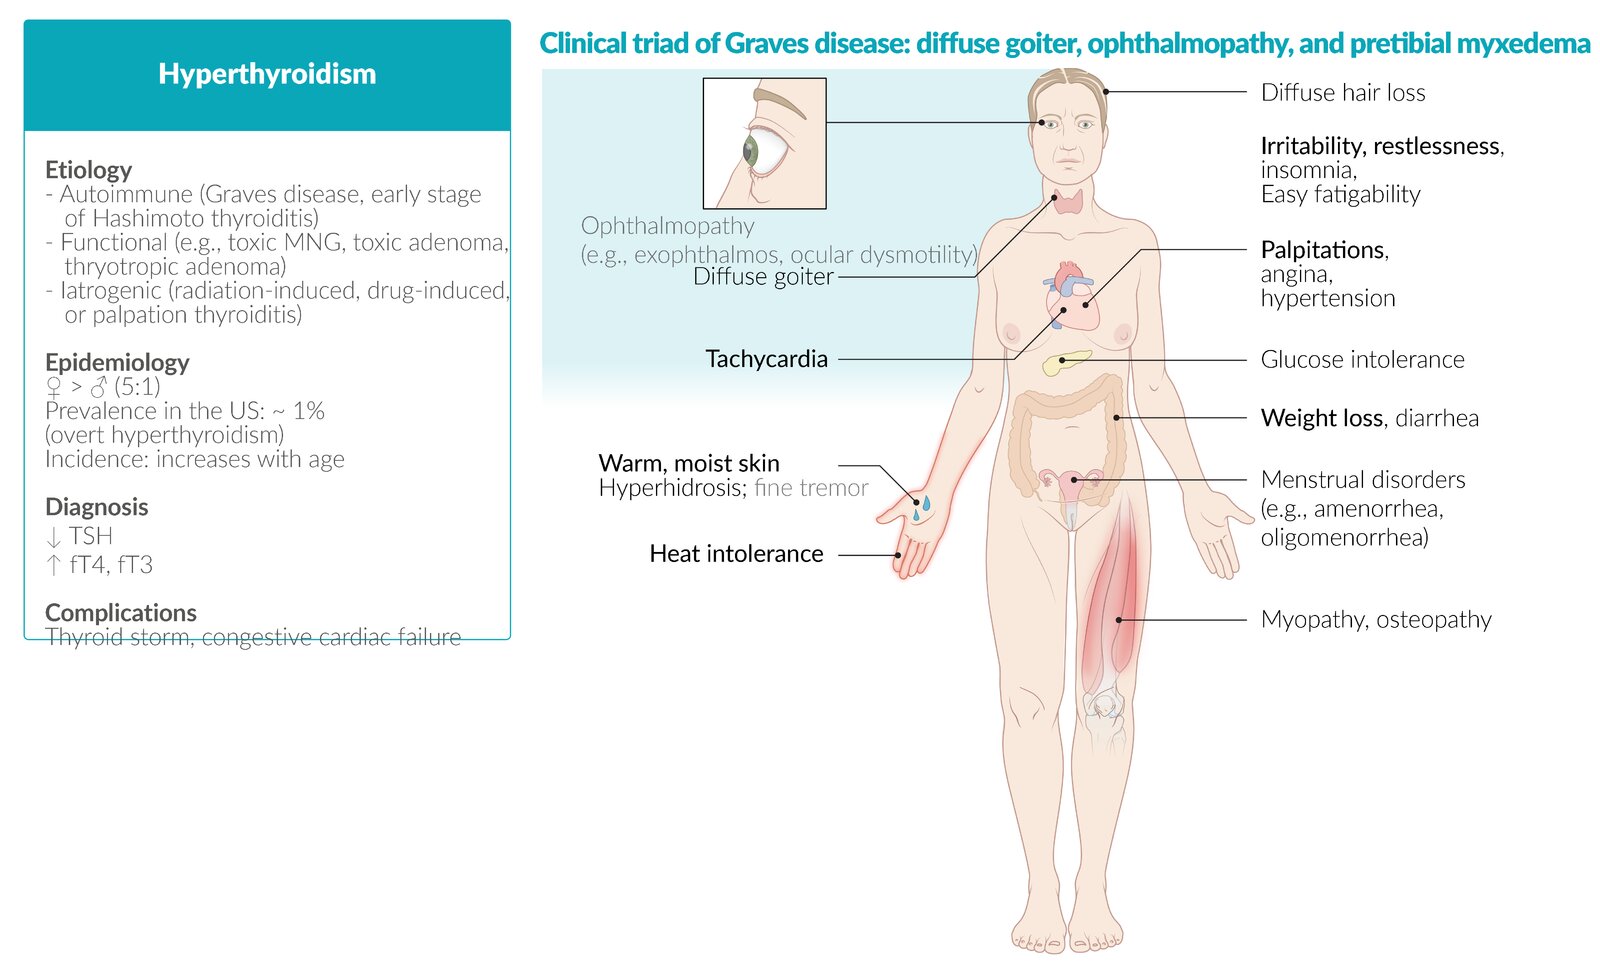 Hyperthyroidism
Etiology
- Autoimmune (Graves disease, early stage
of Hashimoto thyroiditis)
- Functional (e.g., toxic MNG, toxic adenoma,
thryotropic adenoma)
- Iatrogenic (radiation-induced, drug-induced,
or palpation thyroiditis)
Epidemiology
♀ > ♂ (5:1)
Prevalence in the US: ~ 1%
(overt hyperthyroidism)
Incidence: increases with age
Diagnosis
↓ TSH
↑ fT4, fT3
Complications
Thyroid storm, congestive cardiac failure
Clinical triad of Graves disease: diffuse goiter, ophthalmopathy, and pretibial myxedema
Ophthalmopathy
(e.g., exophthalmos, ocular dysmotility)
Diffuse goiter
Tachycardia
Warm, moist skin
Hyperhidrosis; fine tremor
Heat intolerance
Diffuse hair loss
Irritability, restlessness,
insomnia,
Easy fatigability
Palpitations,
angina,
hypertension
Glucose intolerance
Weight loss, diarrhea
Menstrual disorders
(e.g., amenorrhea,
oligomenorrhea)
Myopathy, osteopathy